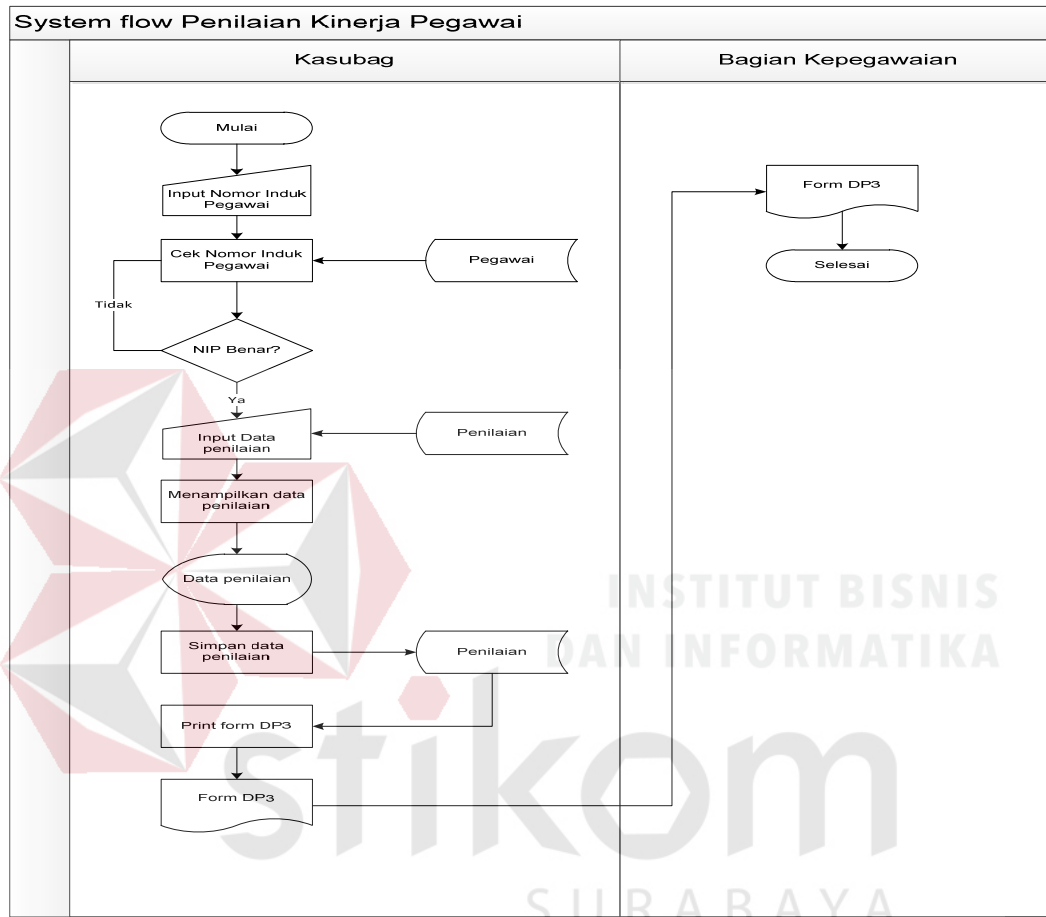 System flow Penilaian Kinerja Pegawai
Kasubag
Bagian Kepegawaian
Mulai
Input Nomor Induk
Pegawai
Cek Nomor Induk
Pegawai
Pegawai
Tidak
NIP Benar?
Ya
Input Data
penilaian
Penilaian
Menampilkan data
penilaian
Data penilaian
Simpan data
penilaian
Penilaian
Print form DP3
Form DP3
Form DP3
Selesai
INSTITUT BISNIS
DAN INFORMATIKA
stikom
SURABAYA